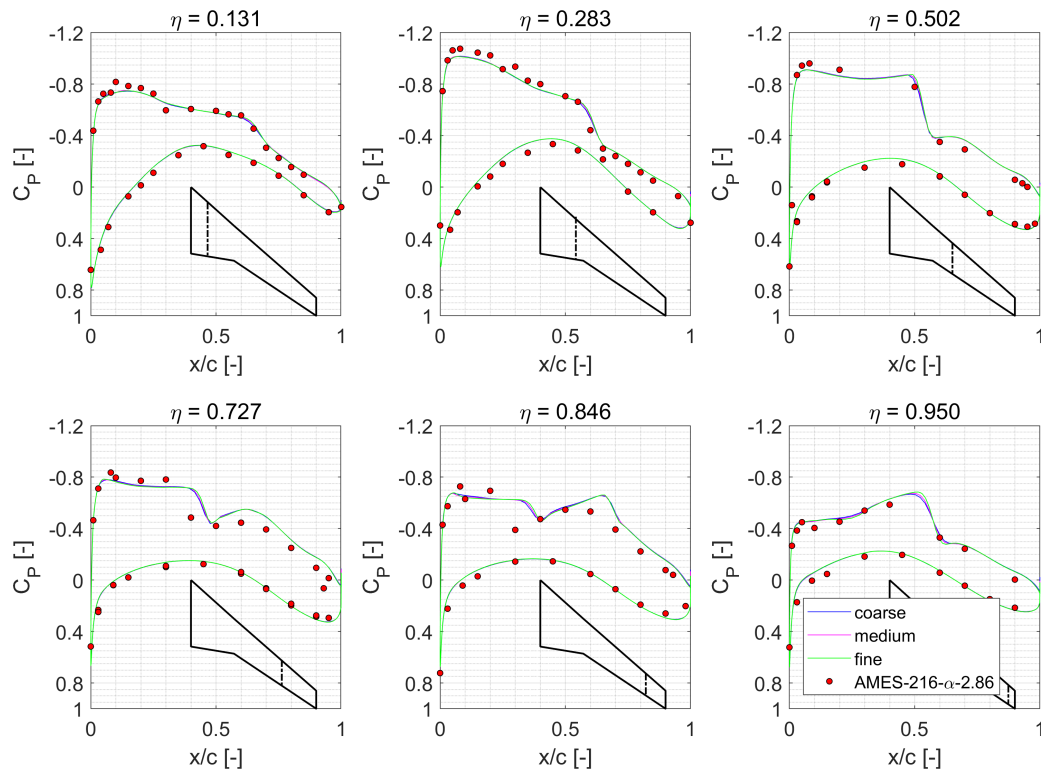 η = 0.131
η = 0.283
η = 0.502
-1.2
-0.8
-0.4
0
0.4
0.8
1
C_P [-]
0
0.5
1
x/c [-]
-1.2
-0.8
-0.4
0
0.4
0.8
1
C_P [-]
0
0.5
1
x/c [-]
-1.2
-0.8
-0.4
0
0.4
0.8
1
C_P [-]
0
0.5
1
x/c [-]
η = 0.727
η = 0.846
η = 0.950
-1.2
-0.8
-0.4
0
0.4
0.8
1
C_P [-]
0
0.5
1
x/c [-]
-1.2
-0.8
-0.4
0
0.4
0.8
1
C_P [-]
0
0.5
1
x/c [-]
-1.2
-0.8
-0.4
0
0.4
0.8
1
C_P [-]
0
0.5
1
x/c [-]
coarse
medium
fine
AMES-216-α-2.86